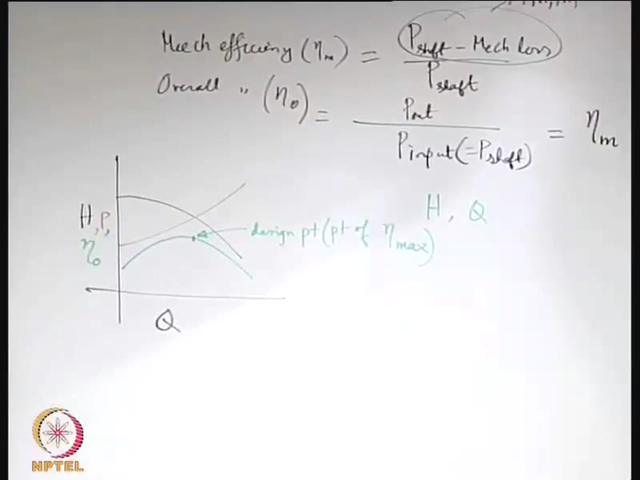 Mech efficiency (ηm) = Pshaft - Mech loss
Pshaft
Overall " (ηo) = Pout
Pinput (= Pshaft) = ηm
H, P, ηo
design pt (pt of ηmax)
H, Q
Q
NPTEL